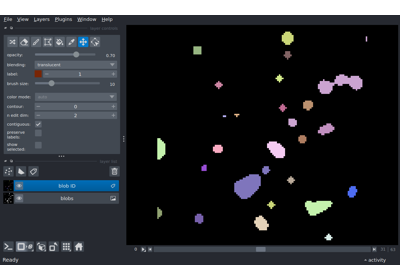 File View Layers Plugins Window Help
opacity: 0.70
blending: translucent
label: 1
brush size: 10
color mode:
contour: 0
n edit dim: 2
contiguous:
preserve labels:
show selected:
blob ID
blobs
Ready
activity